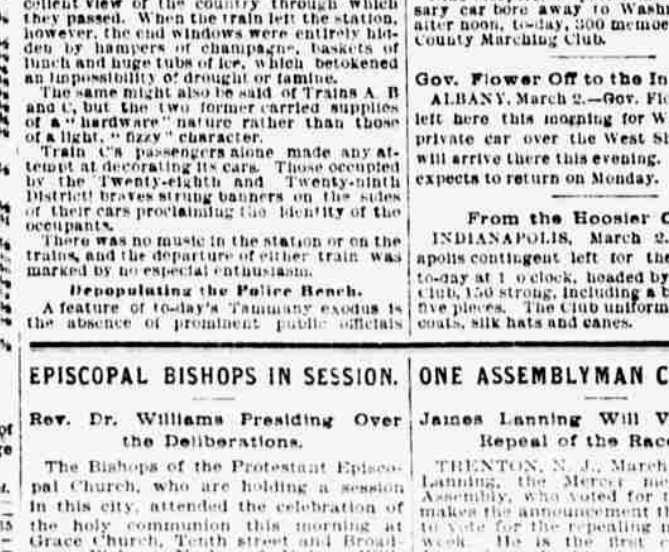 cellent view of the country through which
they passed. When the train left the station,
however, the end windows were entirely hid-
den by hampers of champagne, baskets of
lunch and huge tubs of ice, which betokened
an impossibility of drought or famine.
The same might also be said of Trains A, B
and C, but the two former carried supplies
of a "hardware" nature rather than those
of a light, "fizzy" character.
Train C's passengers alone made any at-
tempt at decorating its cars. Those occupied
by the Twenty-eighth and Twenty-ninth
District braves strung banners on the sides
of their cars proclaiming the identity of the
occupants.
There was no music in the station or on the
trains, and the departure of either train was
marked by no especial enthusiasm.
Depopulating the Police Bench.
A feature of to-day's Tammany exodus is
the absence of prominent public officials
EPISCOPAL BISHOPS IN SESSION.
Rev. Dr. Williams Presiding Over
the Deliberations.
The Bishops of the Protestant Episco-
pal Church, who are holding a session
in this city, attended the celebration of
the holy communion this morning at
Grace Church, Tenth street and Broad-
sary car bore away to Wash
after noon, to-day, 300 memb
County Marching Club.
Gov. Flower Off to the In
ALBANY, March 2.—Gov. Fl
left here this morning for W
private car over the West S
will arrive there this evening.
expects to return on Monday.
From the Hoosier C
INDIANAPOLIS, March 2.
apolis contingent left for the
to-day at 1 o'clock, headed by
Club, 150 strong, including a b
five pieces. The Club uniform
coats, silk hats and canes.
ONE ASSEMBLYMAN C
James Lanning Will V
Repeal of the Rac
TRENTON, N. J., March
Lanning, the Mercer me
Assembly, who voted for
makes the announcement th
to vote for the repealing
week. He is the first